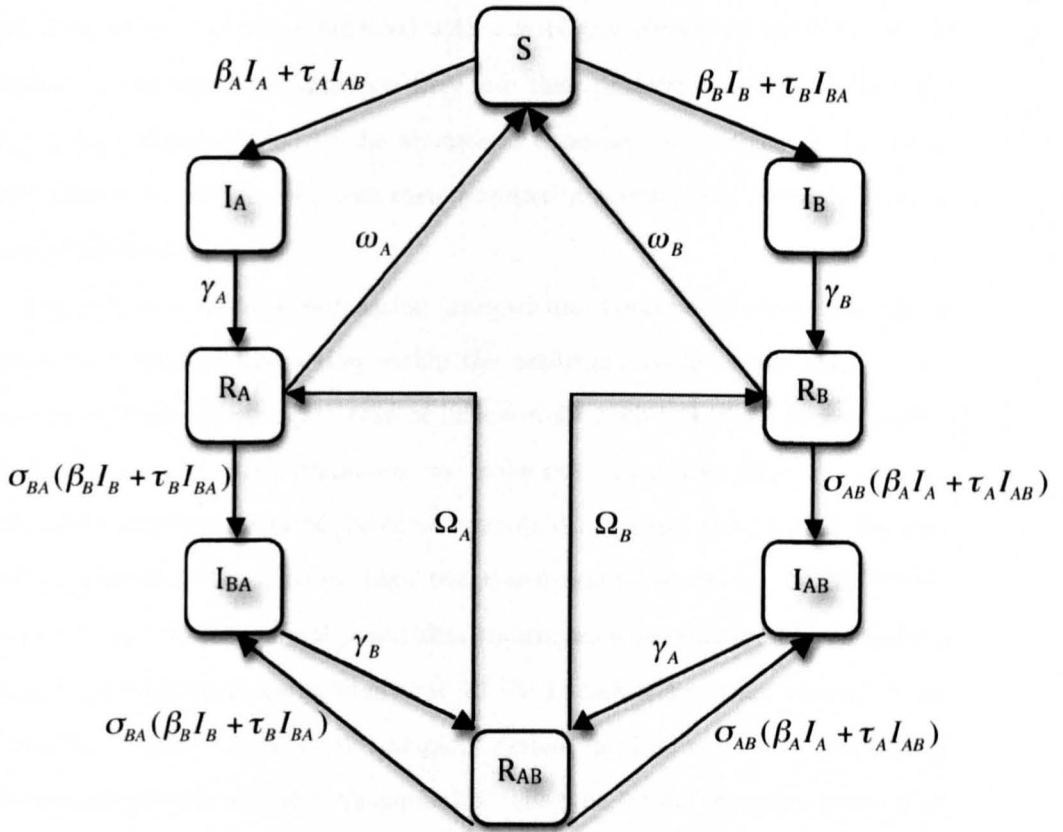 S
β_A I_A + τ_A I_AB
β_B I_B + τ_B I_BA
I_A
I_B
ω_A
ω_B
γ_A
γ_B
R_A
R_B
σ_BA(β_B I_B + τ_B I_BA)
σ_AB(β_A I_A + τ_A I_AB)
Ω_A
Ω_B
I_BA
I_AB
γ_B
γ_A
σ_BA(β_B I_B + τ_B I_BA)
σ_AB(β_A I_A + τ_A I_AB)
R_AB